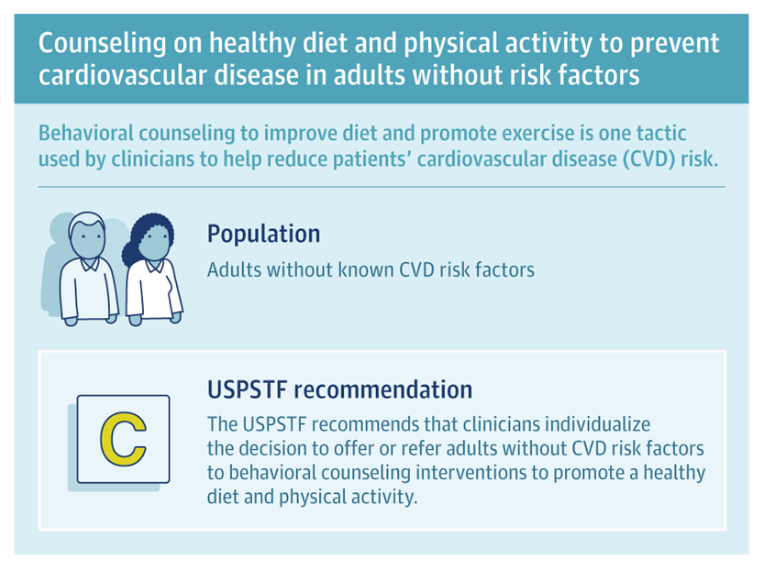 Counseling on healthy diet and physical activity to prevent
cardiovascular disease in adults without risk factors
Behavioral counseling to improve diet and promote exercise is one tactic
used by clinicians to help reduce patients’ cardiovascular disease (CVD) risk.
Population
Adults without known CVD risk factors
C
USPSTF recommendation
The USPSTF recommends that clinicians individualize
the decision to offer or refer adults without CVD risk factors
to behavioral counseling interventions to promote a healthy
diet and physical activity.